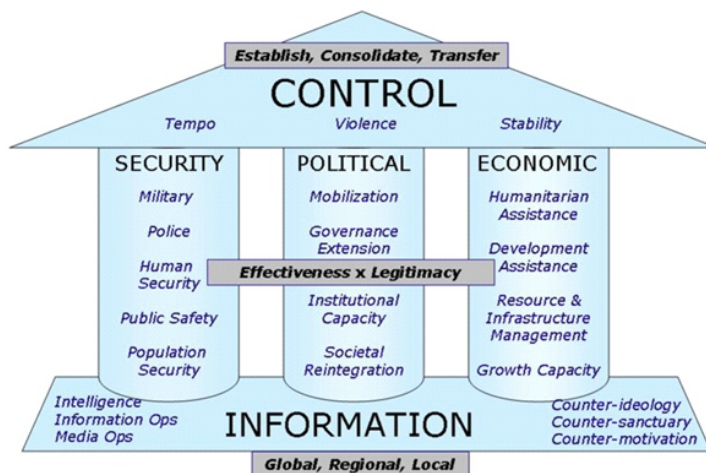 Establish, Consolidate, Transfer
CONTROL
Tempo
Violence
Stability
SECURITY
Military
Police
Human
Security
Public Safety
Population
Security
POLITICAL
Mobilization
Governance
Extension
Institutional
Capacity
Societal
Reintegration
ECONOMIC
Humanitarian
Assistance
Development
Assistance
Resource &
Infrastructure
Management
Growth Capacity
Effectiveness x Legitimacy
Intelligence
Information Ops
Media Ops
INFORMATION
Counter-ideology
Counter-sanctuary
Counter-motivation
Global, Regional, Local